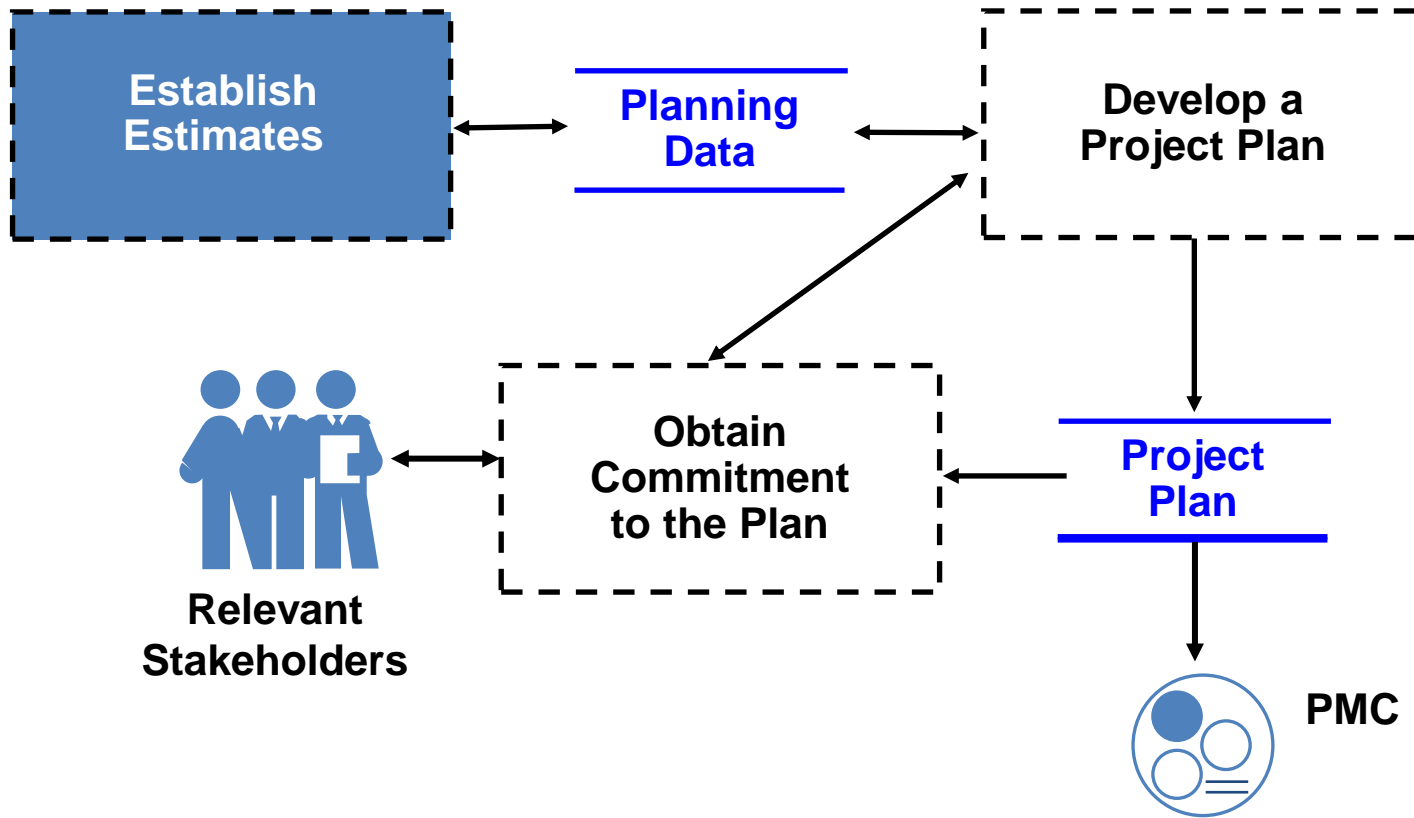 Establish
Estimates
Planning
Data
Develop a
Project Plan
Obtain
Commitment
to the Plan
Project
Plan
Relevant
Stakeholders
PMC